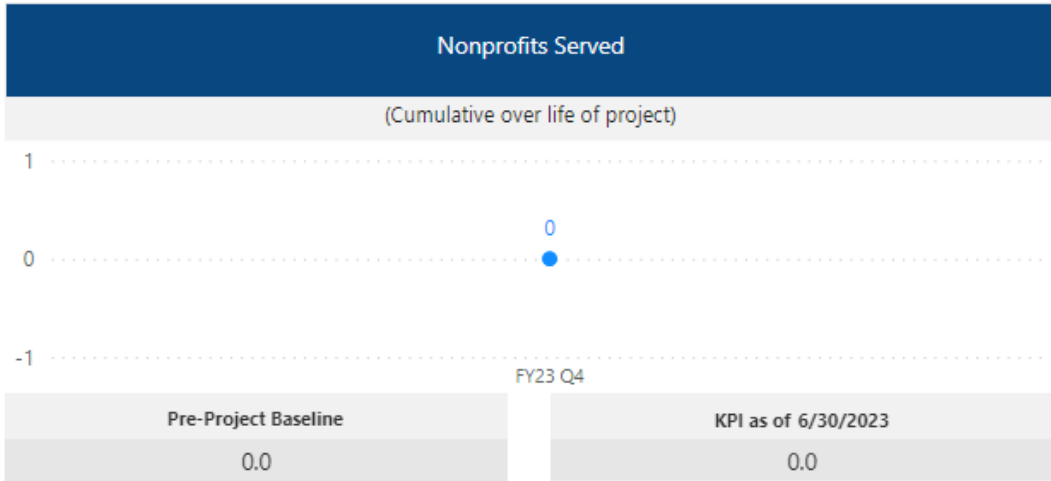 Nonprofits Served
(Cumulative over life of project)
1
0
0
-1
FY23 Q4
Pre-Project Baseline
KPI as of 6/30/2023
0.0
0.0